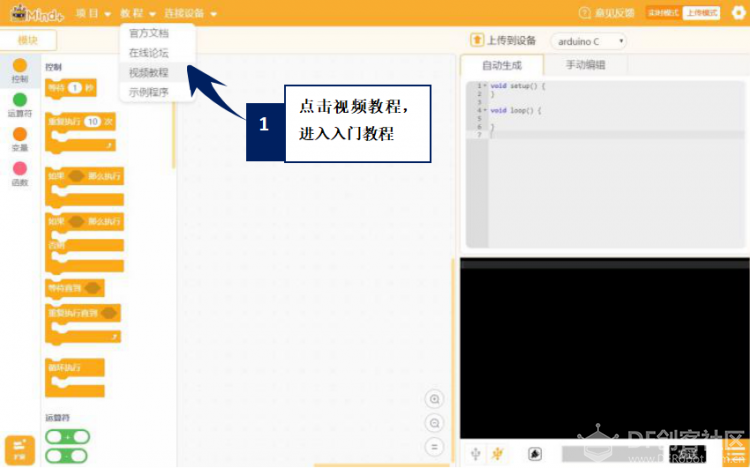 Mind+
项目
教程
连接设备
意见反馈
实时模式
上传模式
模块
官方文档
在线论坛
视频教程
示例程序
上传到设备
arduino C
自动生成
手动编辑
控制
运算符
变量
函数
控制
等待 1 秒
重复执行 10 次
如果 那么执行
如果 那么执行
否则
等待直到
重复执行直到
循环执行
运算符
+
-
1
点击视频教程，
进入入门教程
1 void setup() {
2 }
3
4 void loop() {
5
6 }
7
扩展
DF创客社区